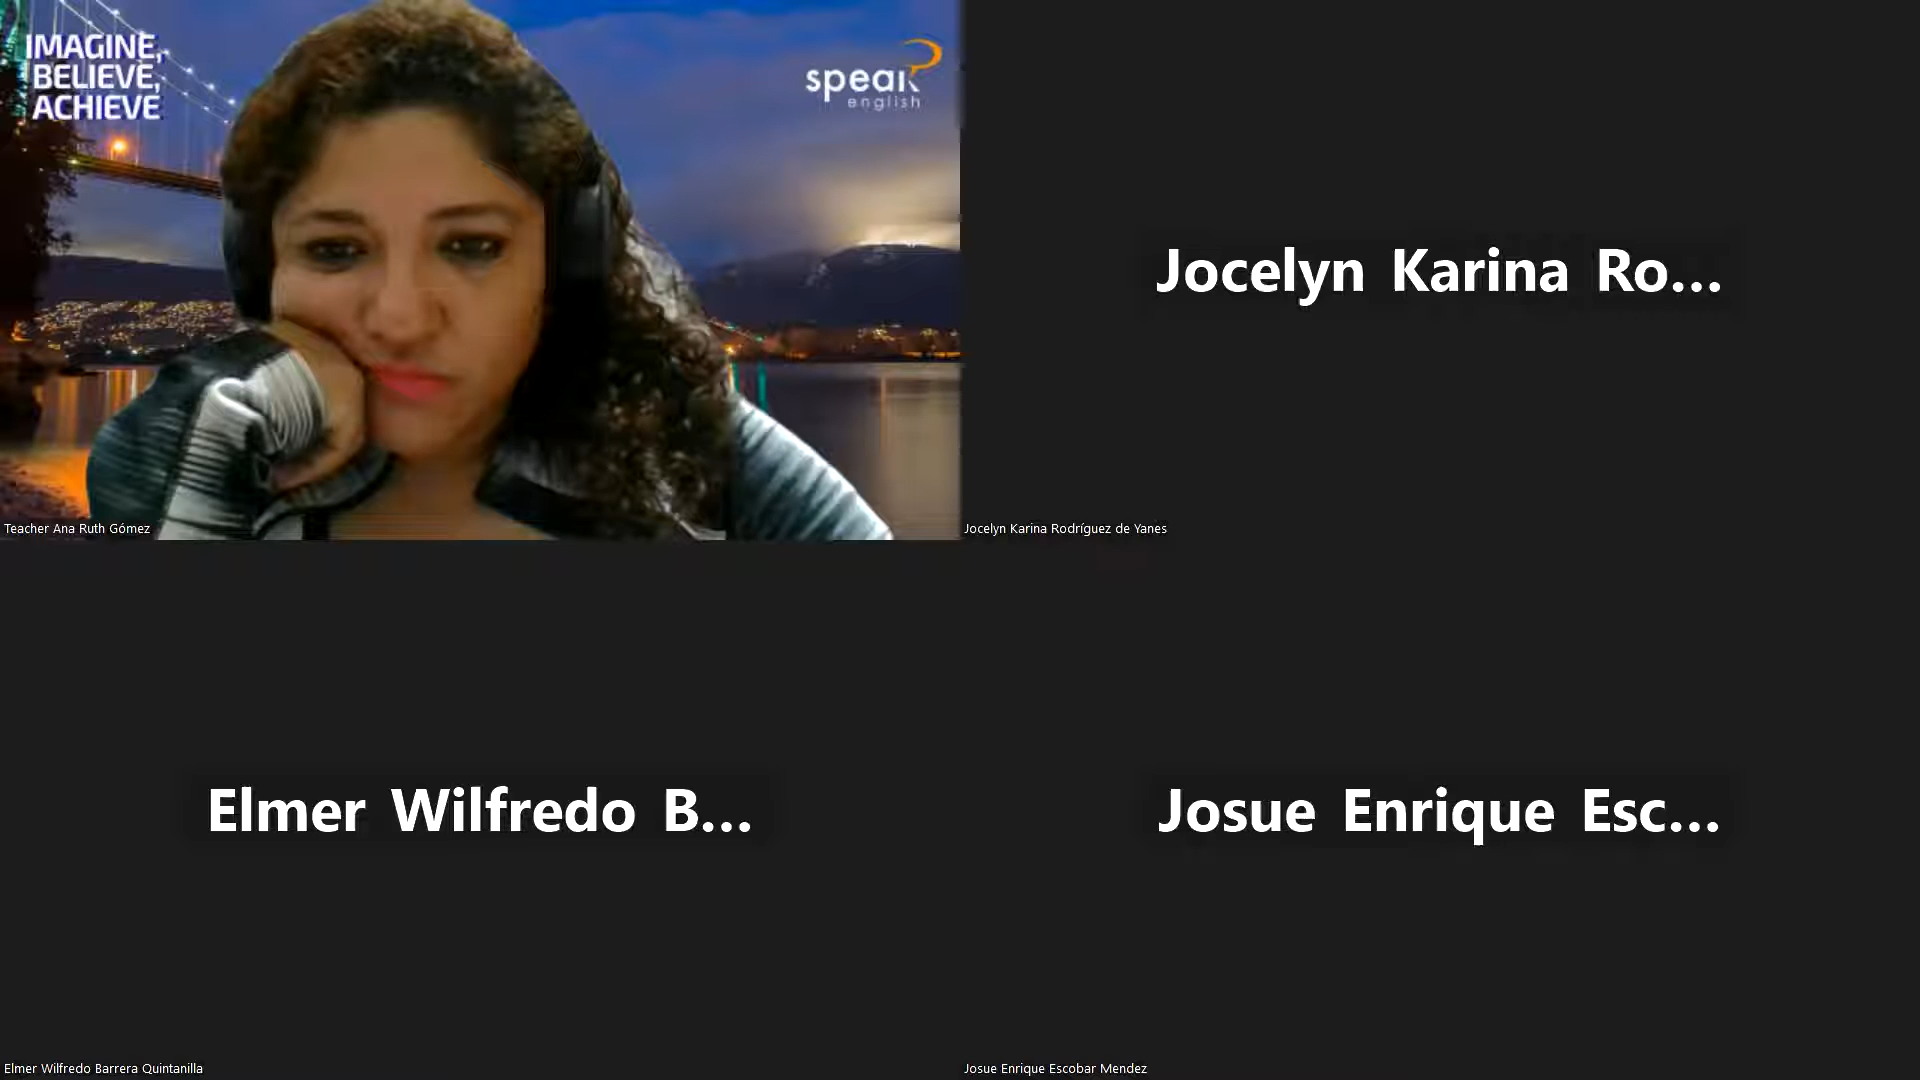 IMAGINE,
BELIEVE,
ACHIEVE
speak
english
Teacher Ana Ruth Gómez
Jocelyn Karina Ro...
Jocelyn Karina Rodríguez de Yanes
Elmer Wilfredo B...
Elmer Wilfredo Barrera Quintanilla
Josue Enrique Esc...
Josue Enrique Escobar Mendez